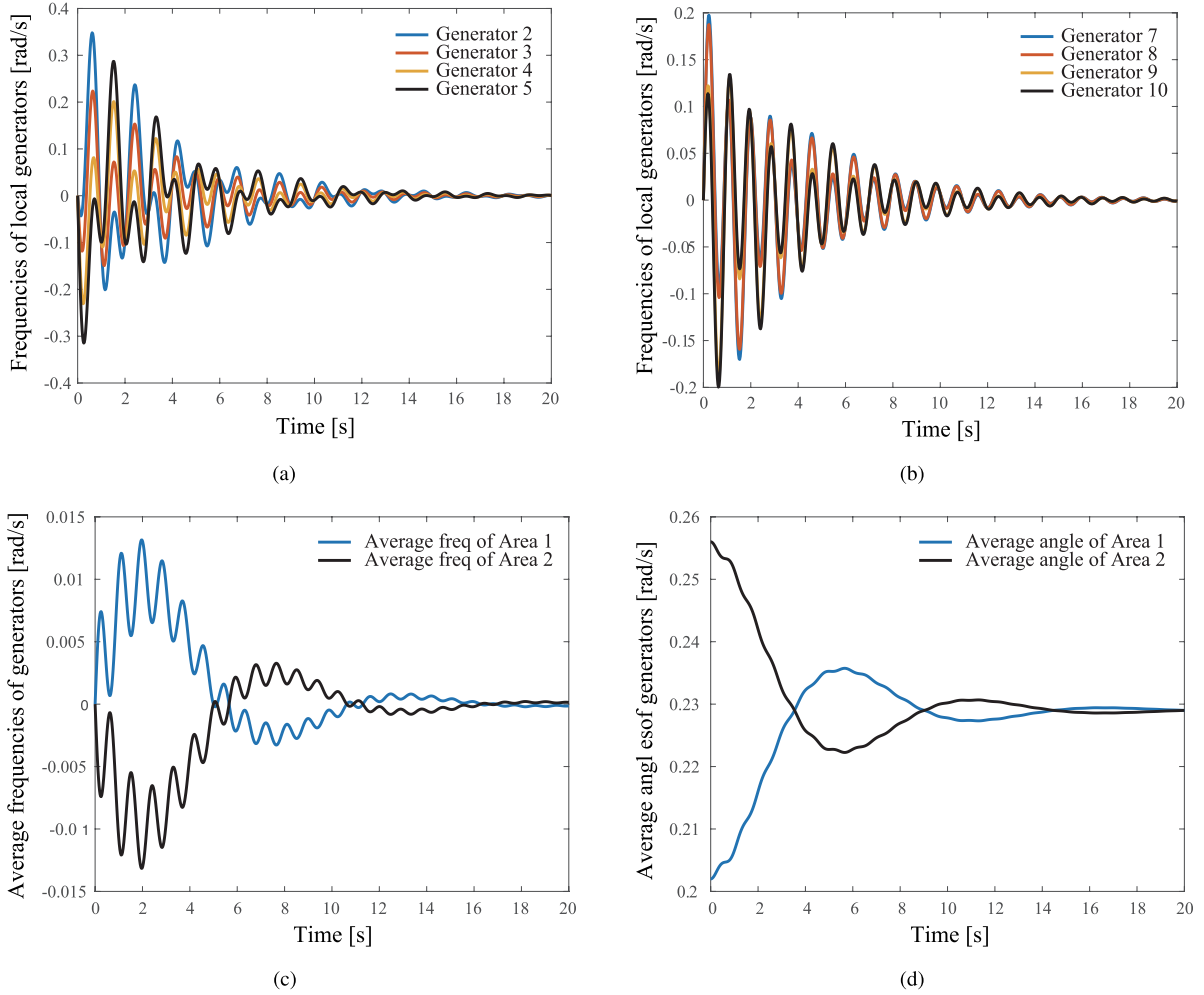 Frequencies of local generators [rad/s]
0.4
0.3
0.2
0.1
0
-0.1
-0.2
-0.3
-0.4
Generator 2
Generator 3
Generator 4
Generator 5
0 2 4 6 8 10 12 14 16 18 20
Time [s]
(a)
Frequencies of local generators [rad/s]
0.2
0.15
0.1
0.05
0
-0.05
-0.1
-0.15
-0.2
Generator 7
Generator 8
Generator 9
Generator 10
0 2 4 6 8 10 12 14 16 18 20
Time [s]
(b)
Average frequencies of generators [rad/s]
0.015
0.01
0.005
0
-0.005
-0.0 1
-0.015
Average freq of Area 1
Average freq of Area 2
0 2 4 6 8 10 12 14 16 18 20
Time [s]
(c)
Average angl esof generators [rad/s]
0.26
0.25
0.24
0.23
0.22
0.21
0.2
Average angle of Area 1
Average angle of Area 2
0 2 4 6 8 10 12 14 16 18 20
Time [s]
(d)